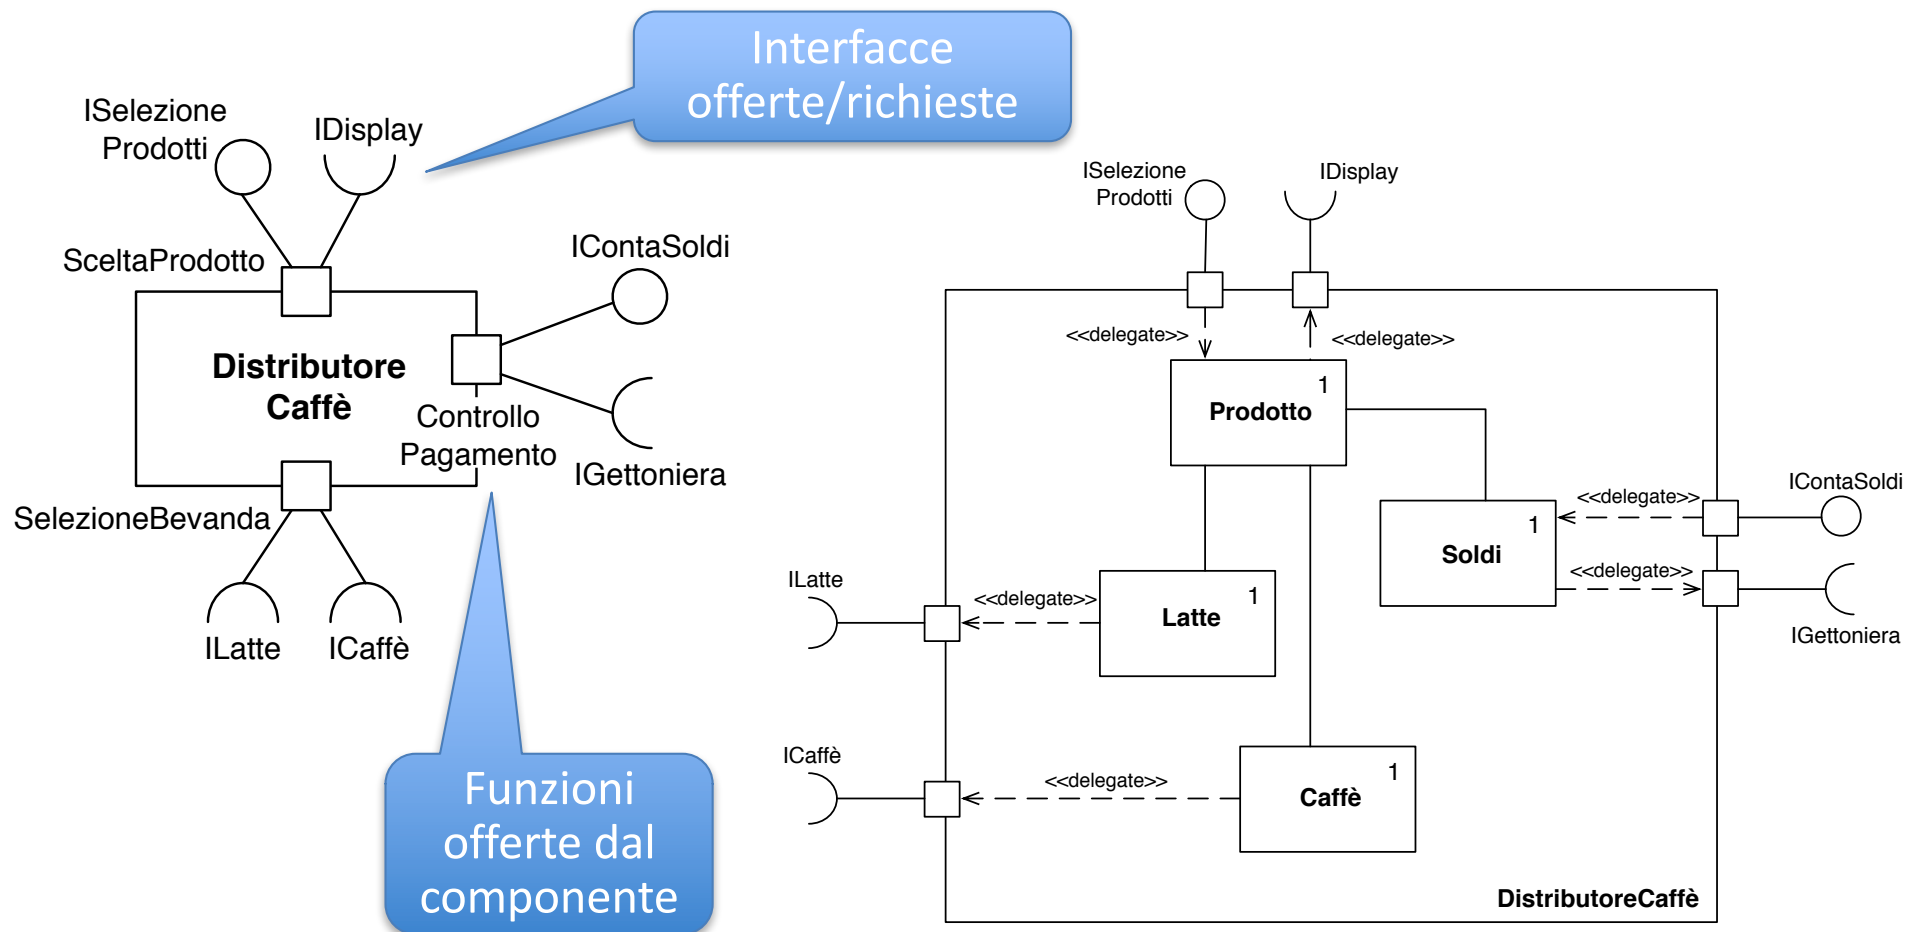 Interfacce
offerte/richieste
ISelezione
Prodotti
IDisplay
SceltaProdotto
IContaSoldi
Distributore
Caffè
Controllo
Pagamento
IGettoniera
SelezioneBevanda
ILatte
ICaffè
Funzioni
offerte dal
componente
ISelezione
Prodotti
IDisplay
<<delegate>>
<<delegate>>
1
Prodotto
IContaSoldi
<<delegate>>
1
Soldi
<<delegate>>
IGettoniera
ILatte
<<delegate>>
1
Latte
ICaffè
<<delegate>>
1
Caffè
DistributoreCaffè